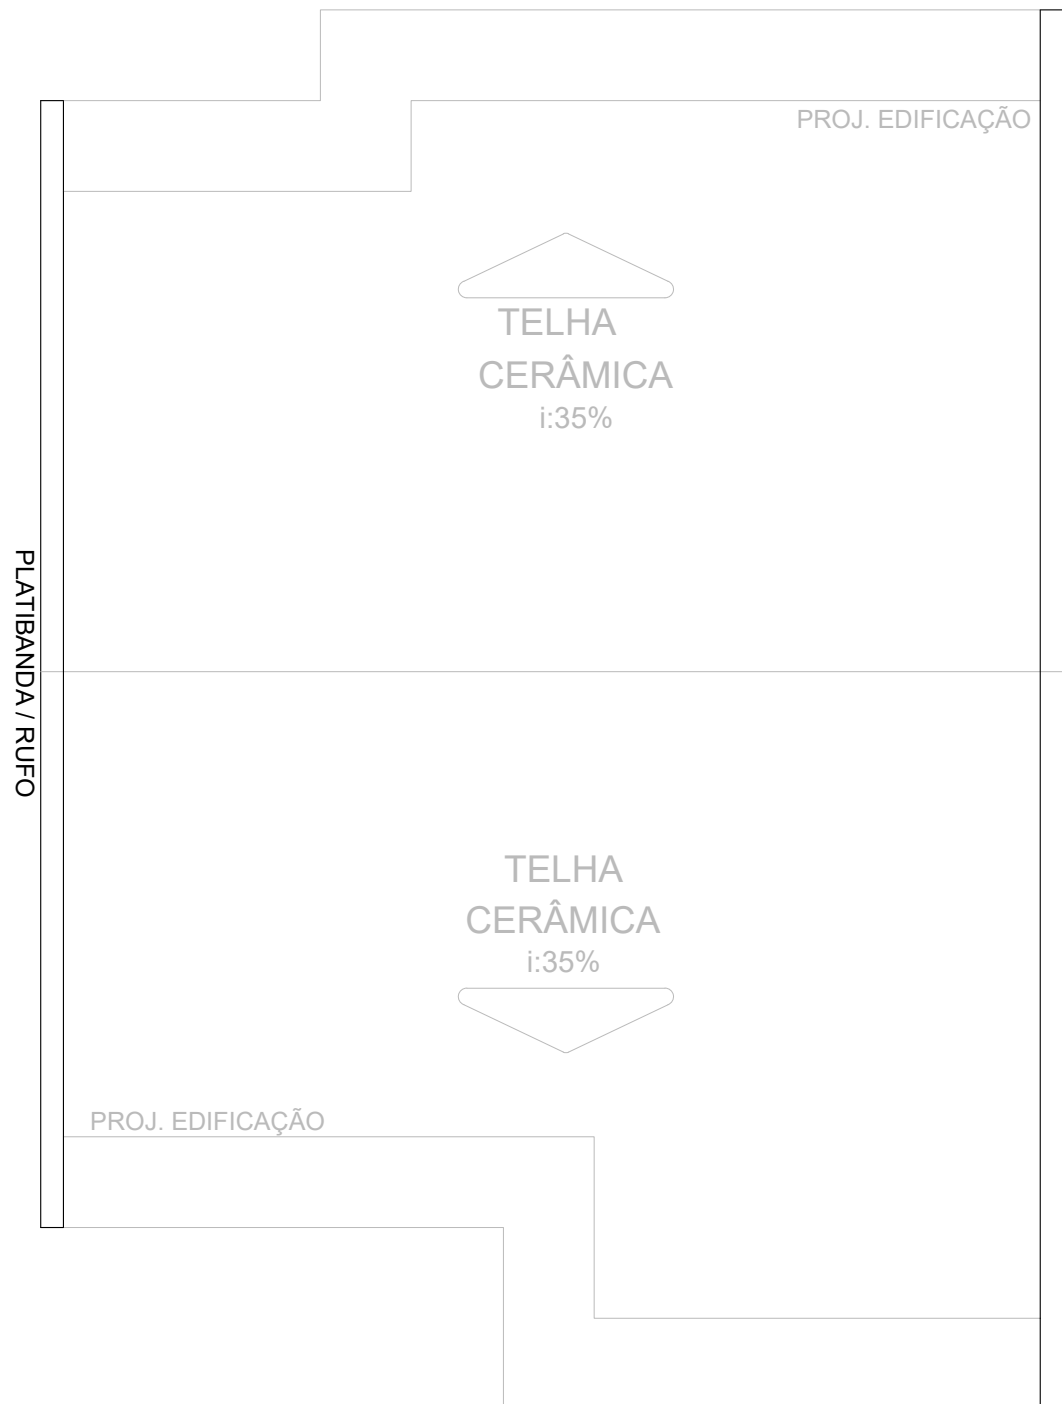 PROJ. EDIFICAÇÃO
TELHA
CERÂMICA
i:35%
PLATIBANDA / RUFO
TELHA
CERÂMICA
i:35%
PROJ. EDIFICAÇÃO